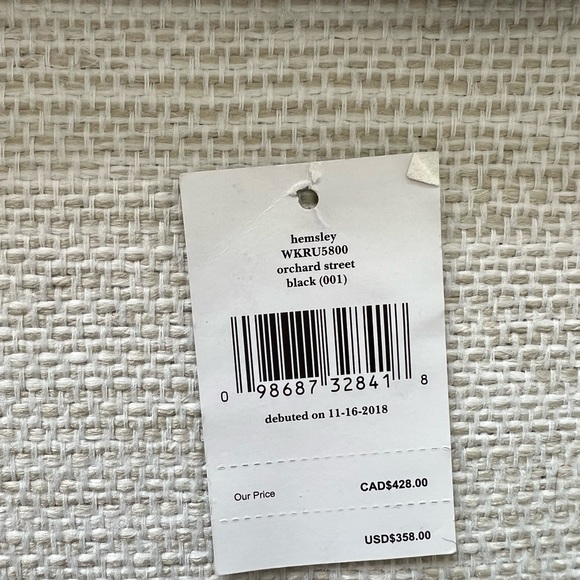 hemsley
WKRU5800
orchard street
black (001)
0 98687 32841 8
debuted on 11-16-2018
Our Price CAD$428.00
USD$358.00